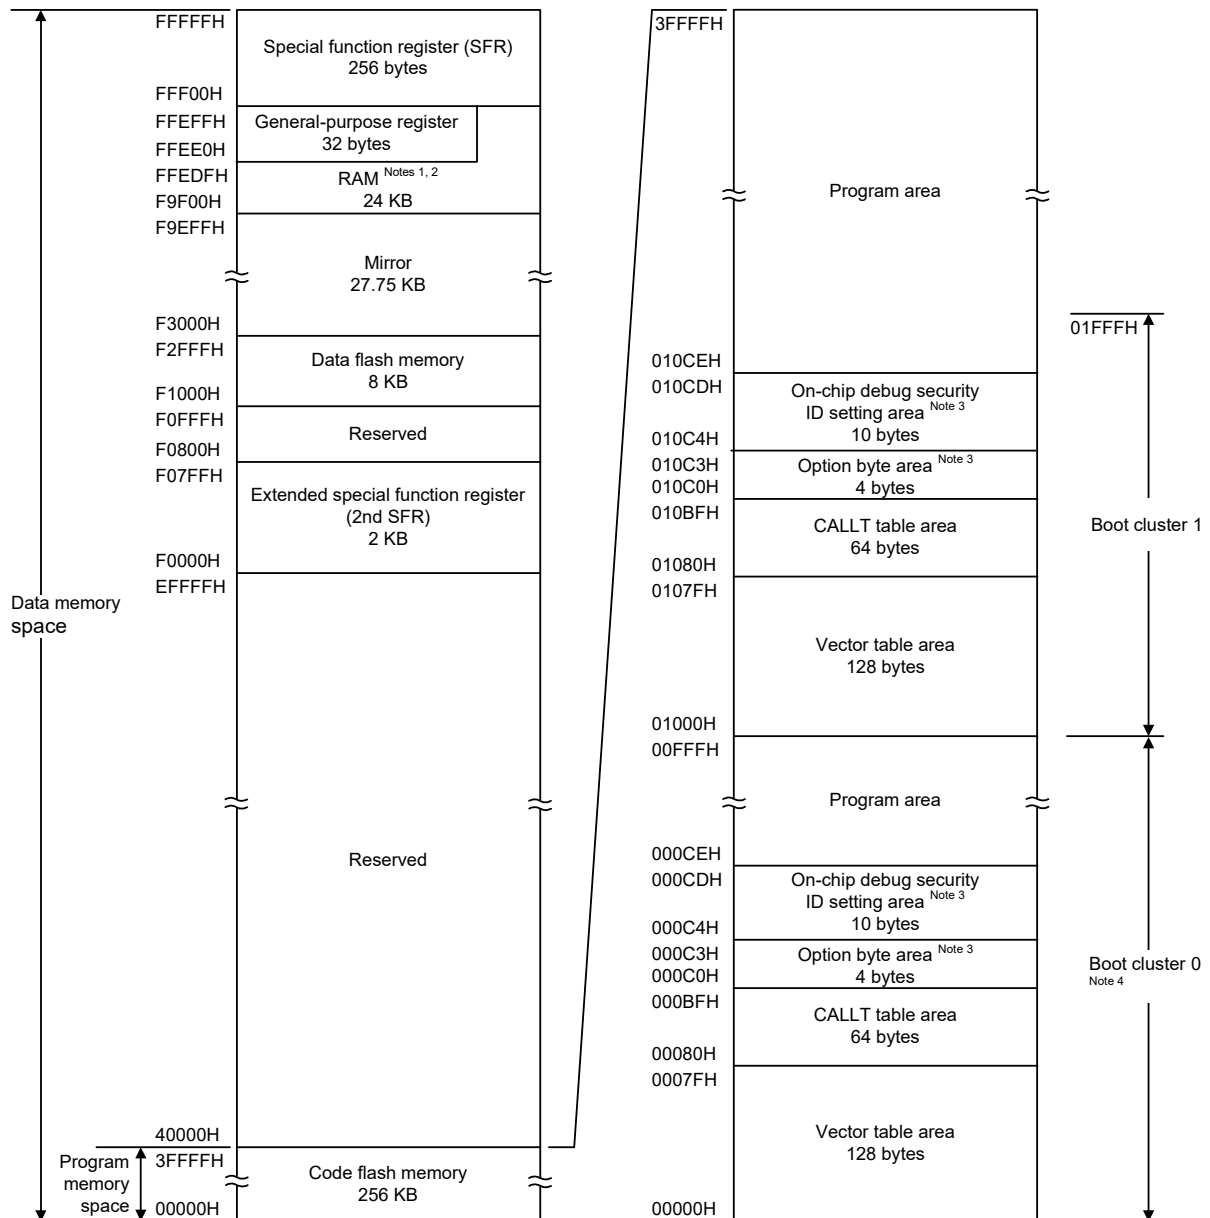 FFFFFH
Special function register (SFR)
256 bytes
FFF00H
FFEFFH
General-purpose register
32 bytes
FFEE0H
FFEDFH
RAM Notes 1, 2
24 KB
F9F00H
F9EFFH
Mirror
27.75 KB
F3000H
F2FFFH
Data flash memory
8 KB
F1000H
F0FFFH
Reserved
F0800H
F07FFH
Extended special function register
(2nd SFR)
2 KB
F0000H
EFFFFH
Data memory
space
Reserved
40000H
3FFFFH
Program
memory
space
Code flash memory
256 KB
00000H
3FFFFH
Program area
01FFFH
010CEH
010CDH
On-chip debug security
ID setting area Note 3
10 bytes
010C4H
010C3H
Option byte area Note 3
4 bytes
010C0H
010BFH
CALLT table area
64 bytes
01080H
0107FH
Boot cluster 1
Vector table area
128 bytes
01000H
00FFFH
Program area
000CEH
000CDH
On-chip debug security
ID setting area Note 3
10 bytes
000C4H
000C3H
Option byte area Note 3
4 bytes
000C0H
000BFH
Boot cluster 0
Note 4
CALLT table area
64 bytes
00080H
0007FH
Vector table area
128 bytes
00000H